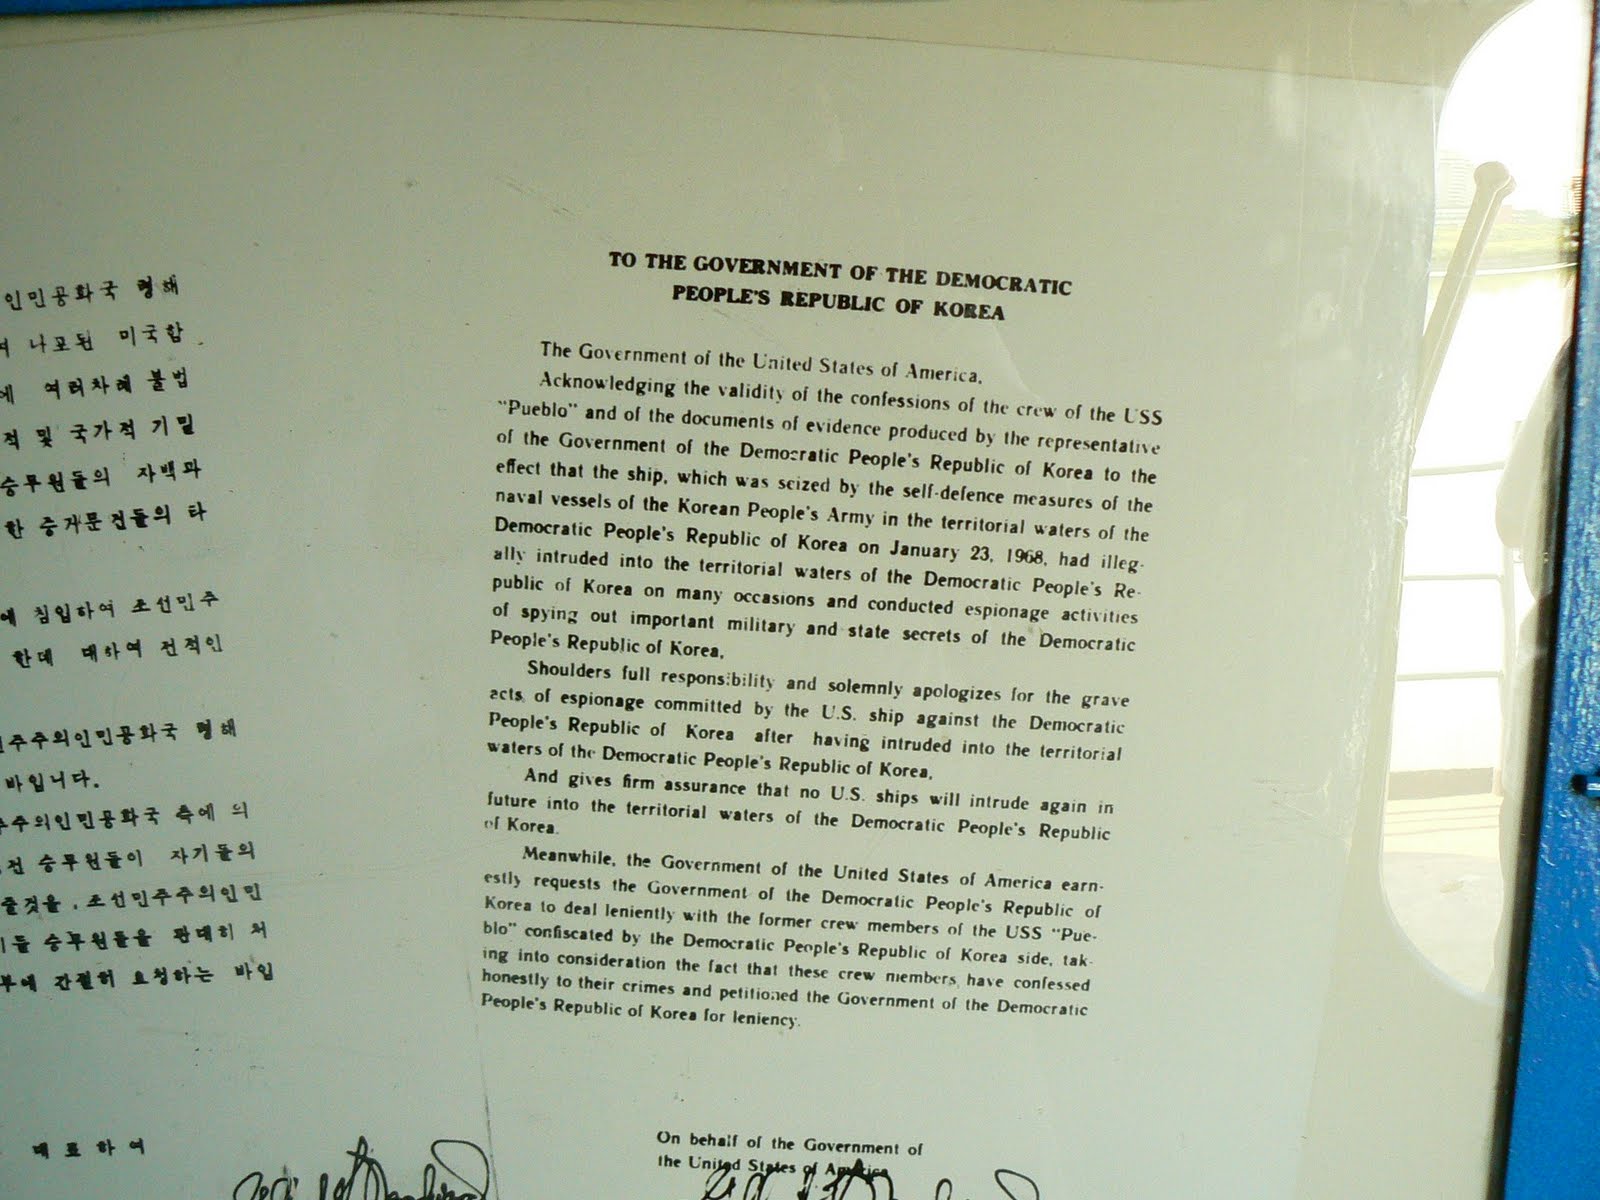 인민공화국 령해
여 나포된 미국함
에 여러차례 불법
적 및 국가적 기밀
승무원들의 자백과
한 증거문건들의 타
에 침입하여 조선민주
한데 대하여 전적인
민주주의인민공화국 령해
바입니다.
주주의인민공화국 측에 의
전 승무원들이 자기들의
줄것을, 조선민주주의인민
기들 승무원들을 관대히 처
부에 간절히 요청하는 바입
대표하여
TO THE GOVERNMENT OF THE DEMOCRATIC
PEOPLE'S REPUBLIC OF KOREA
The Government of the United States of America,
Acknowledging the validity of the confessions of the crew of the USS
"Pueblo" and of the documents of evidence produced by the representative
of the Government of the Democratic People's Republic of Korea to the
effect that the ship, which was seized by the self-defence measures of the
naval vessels of the Korean People's Army in the territorial waters of the
Democratic People's Republic of Korea on January 23, 1968, had illeg-
ally intruded into the territorial waters of the Democratic People's Re-
public of Korea on many occasions and conducted espionage activities
of spying out important military and state secrets of the Democratic
People's Republic of Korea,
Shoulders full responsibility and solemnly apologizes for the grave
acts of espionage committed by the U.S. ship against the Democratic
People's Republic of Korea after having intruded into the territorial
waters of the Democratic People's Republic of Korea,
And gives firm assurance that no U.S. ships will intrude again in
future into the territorial waters of the Democratic People's Republic
of Korea.
Meanwhile, the Government of the United States of America earn-
estly requests the Government of the Democratic People's Republic of
Korea to deal leniently with the former crew members of the USS "Pue-
blo" confiscated by the Democratic People's Republic of Korea side, tak-
ing into consideration the fact that these crew members have confessed
honestly to their crimes and petitioned the Government of the Democratic
People's Republic of Korea for leniency.
On behalf of the Government of
the United States of America